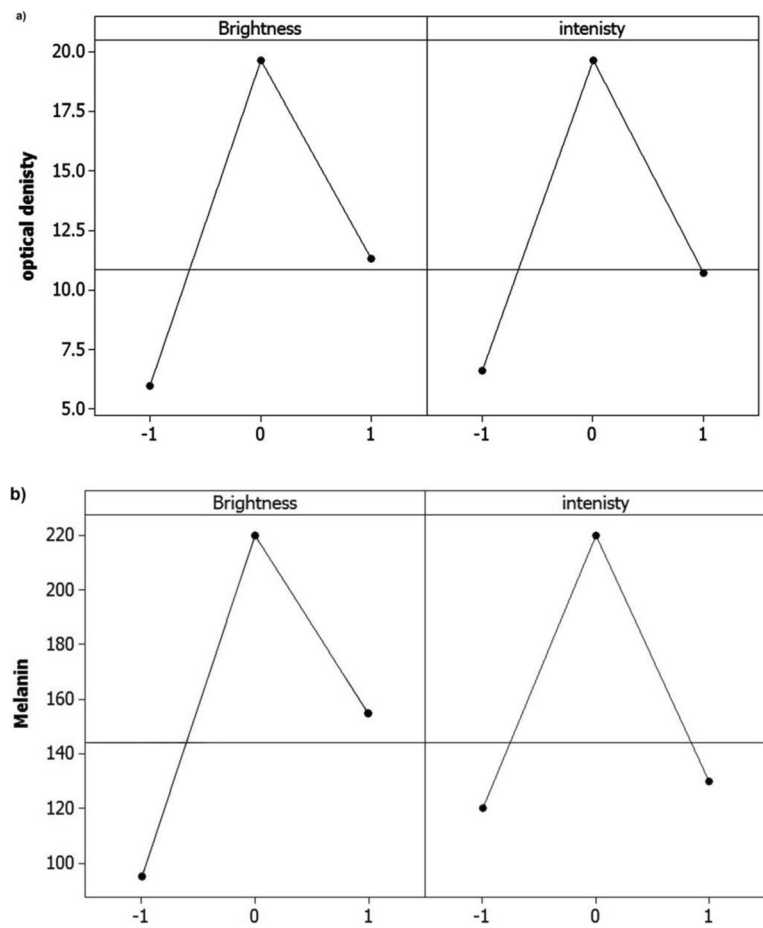 a)
Brightness intenisty
20.0
17.5
15.0
12.5
10.0
7.5
5.0
optical denisty
-1 0 1 -1 0 1
b)
Brightness intenisty
220
200
180
160
140
120
100
Melanin
-1 0 1 -1 0 1